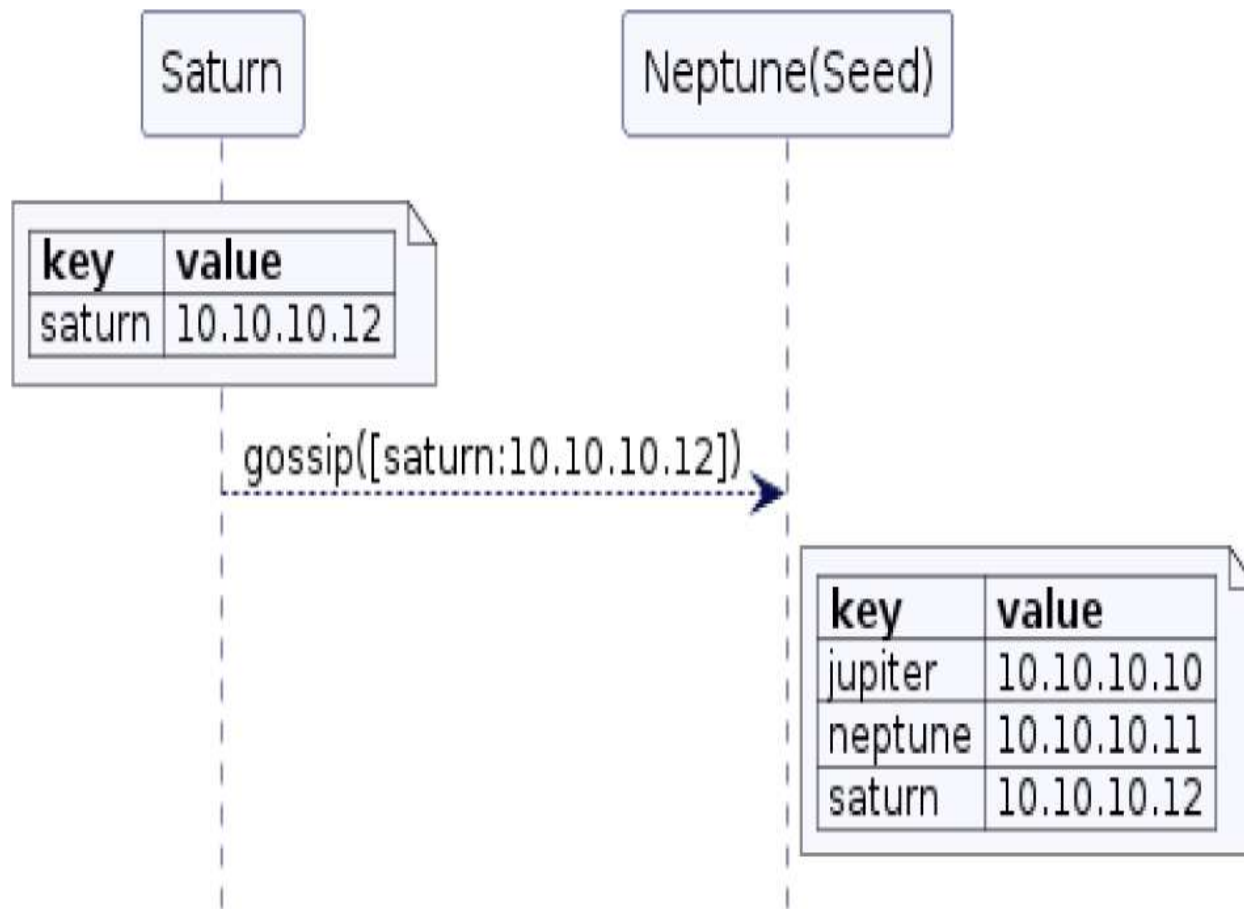 Saturn
Neptune(Seed)
key value
saturn 10.10.10.12
gossip([saturn:10.10.10.12])
key value
jupiter 10.10.10.10
neptune 10.10.10.11
saturn 10.10.10.12